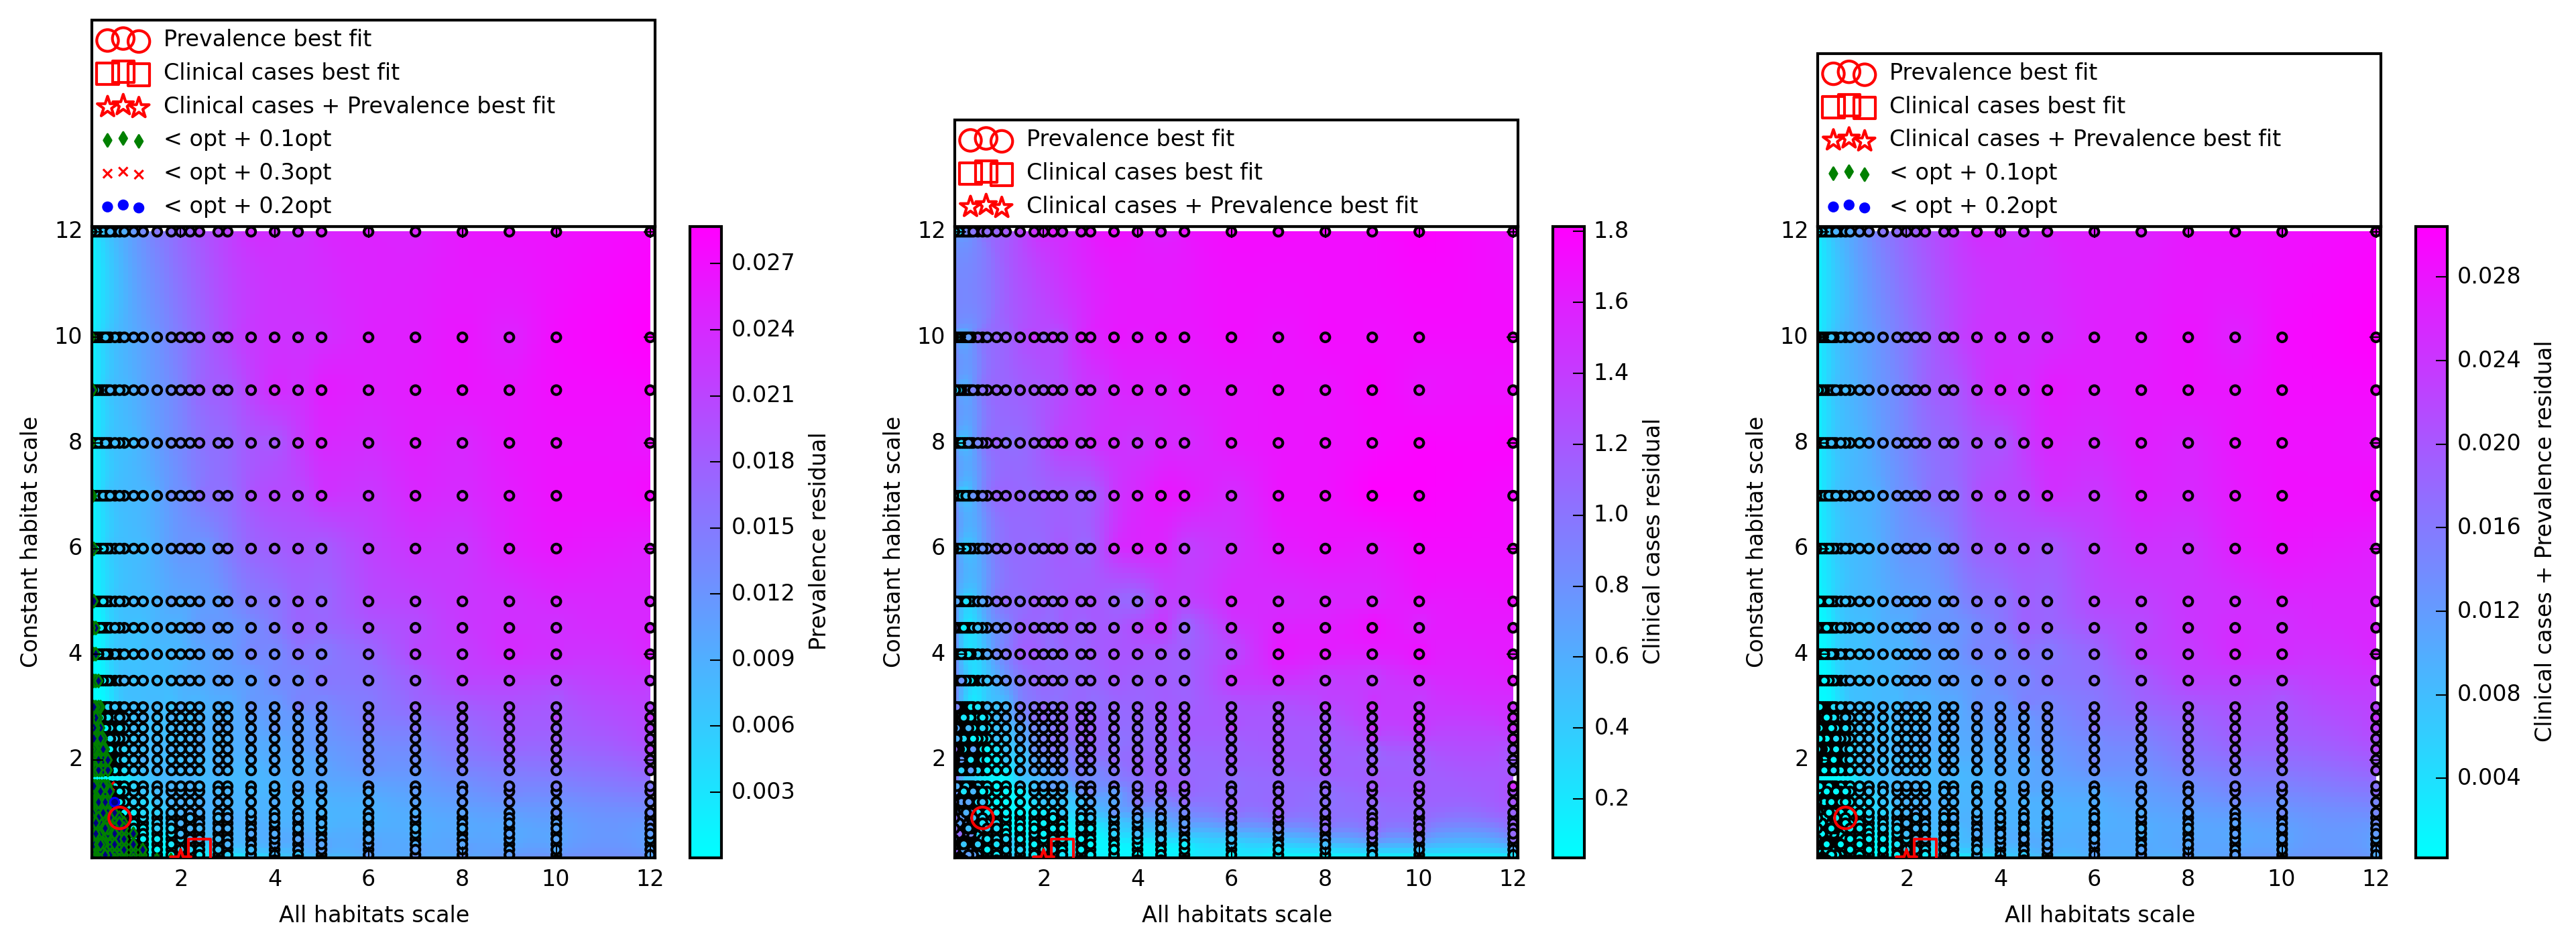 Prevalence best fit
Clinical cases best fit
Clinical cases + Prevalence best fit
< opt + 0.1opt
< opt + 0.3opt
< opt + 0.2opt
12
10
8
6
4
2
Constant habitat scale
2 4 6 8 10 12
All habitats scale
0.027
0.024
0.021
0.018
0.015
0.012
0.009
0.006
0.003
Prevalence residual
Prevalence best fit
Clinical cases best fit
Clinical cases + Prevalence best fit
12
10
8
6
4
2
Constant habitat scale
2 4 6 8 10 12
All habitats scale
1.8
1.6
1.4
1.2
1.0
0.8
0.6
0.4
0.2
Clinical cases residual
Prevalence best fit
Clinical cases best fit
Clinical cases + Prevalence best fit
< opt + 0.1opt
< opt + 0.2opt
12
10
8
6
4
2
Constant habitat scale
2 4 6 8 10 12
All habitats scale
0.028
0.024
0.020
0.016
0.012
0.008
0.004
Clinical cases + Prevalence residual